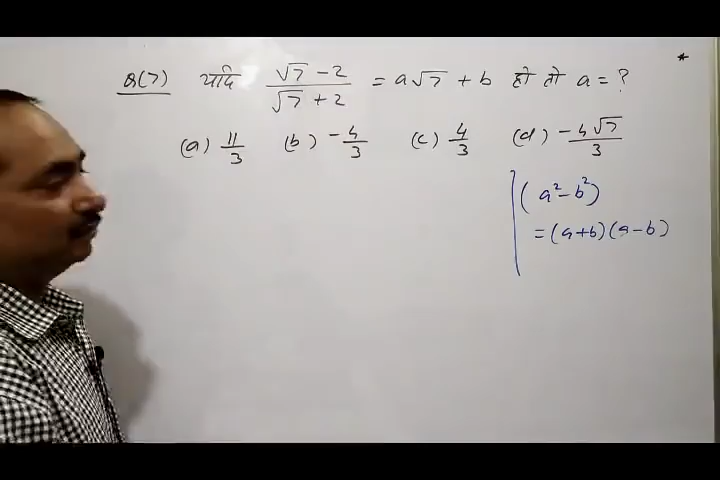 Q(7) यदि (√7 - 2)/(√7 + 2) = a√7 + b हो तो a = ?
(a) 11/3 (b) -4/3 (c) 4/3 (d) -4√7/3
(a² - b²)
= (a+b)(a-b)